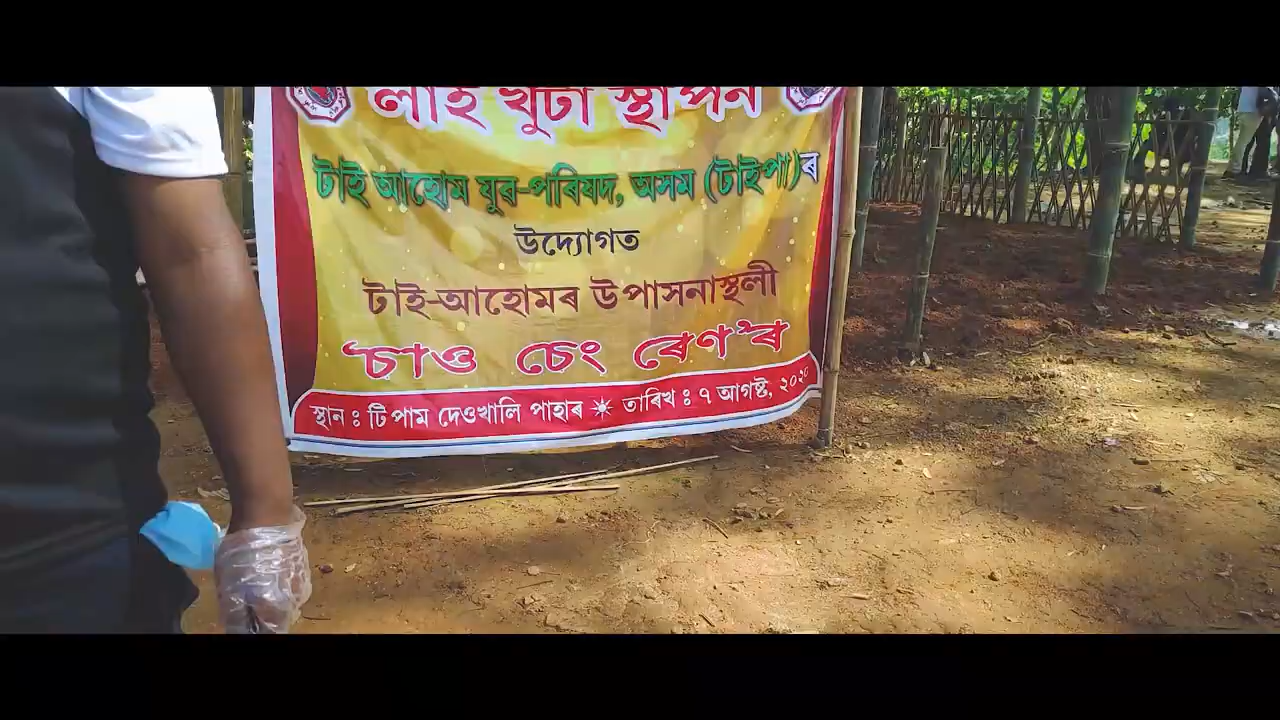 লাই খুটা স্থাপন
টাই আহোম যুৱ-পৰিষদ, অসম (টাইপা)ৰ
উদ্যোগত
টাই-আহোমৰ উপাসনাস্থলী
চাও চেং ৰেণ'ৰ
স্থান : টিপাম দেওখালি পাহাৰ ☀ তাৰিখ : ৭ আগষ্ট, ২০২০